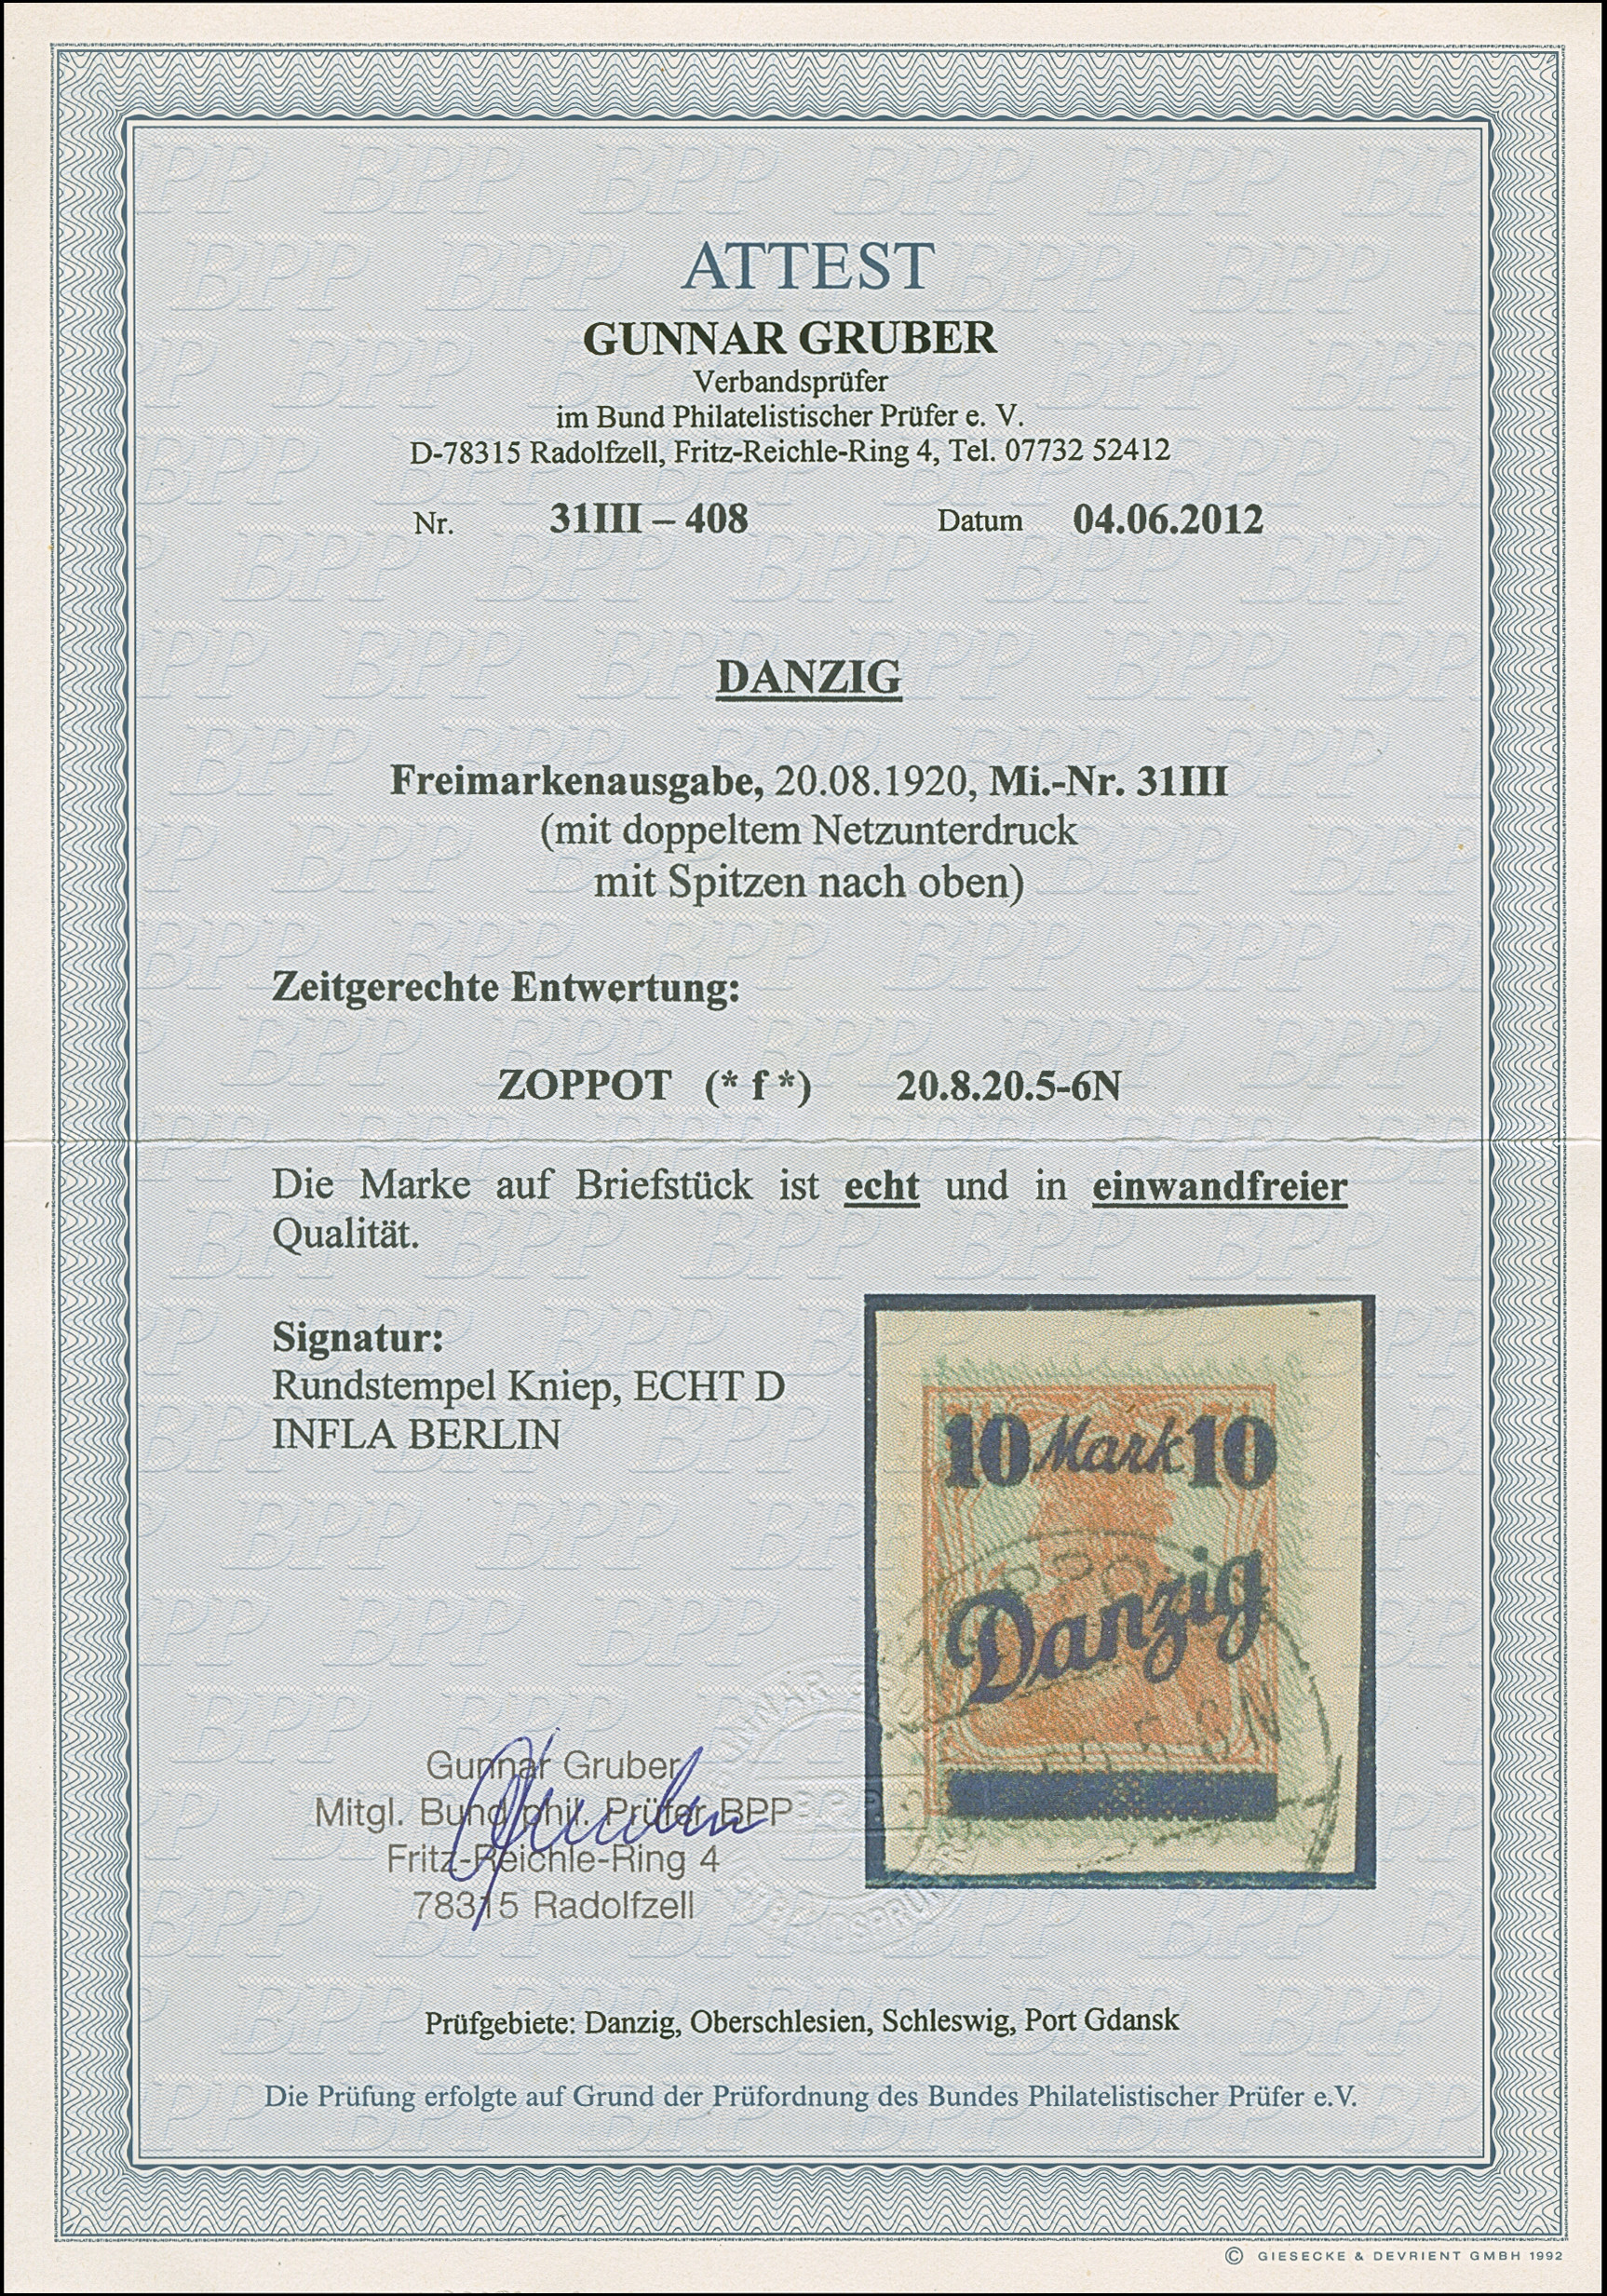 ATTEST
GUNNAR GRUBER
Verbandsprüfer
im Bund Philatelistischer Prüfer e. V.
D-78315 Radolfzell, Fritz-Reichle-Ring 4, Tel. 07732 52412
Nr. 31III – 408 Datum 04.06.2012
DANZIG
Freimarkenausgabe, 20.08.1920, Mi.-Nr. 31III
(mit doppeltem Netzunterdruck
mit Spitzen nach oben)
Zeitgerechte Entwertung:
ZOPPOT (* f *) 20.8.20.5-6N
Die Marke auf Briefstück ist echt und in einwandfreier
Qualität.
Signatur:
Rundstempel Kniep, ECHT D
INFLA BERLIN
10 Mark 10
Danzig
Gunnar Gruber
Mitgl. Bund phil. Prüfer BPP
Fritz-Reichle-Ring 4
78315 Radolfzell
Prüfgebiete: Danzig, Oberschlesien, Schleswig, Port Gdansk
Die Prüfung erfolgte auf Grund der Prüfordnung des Bundes Philatelistischer Prüfer e.V.
© GIESECKE & DEVRIENT GMBH 1992